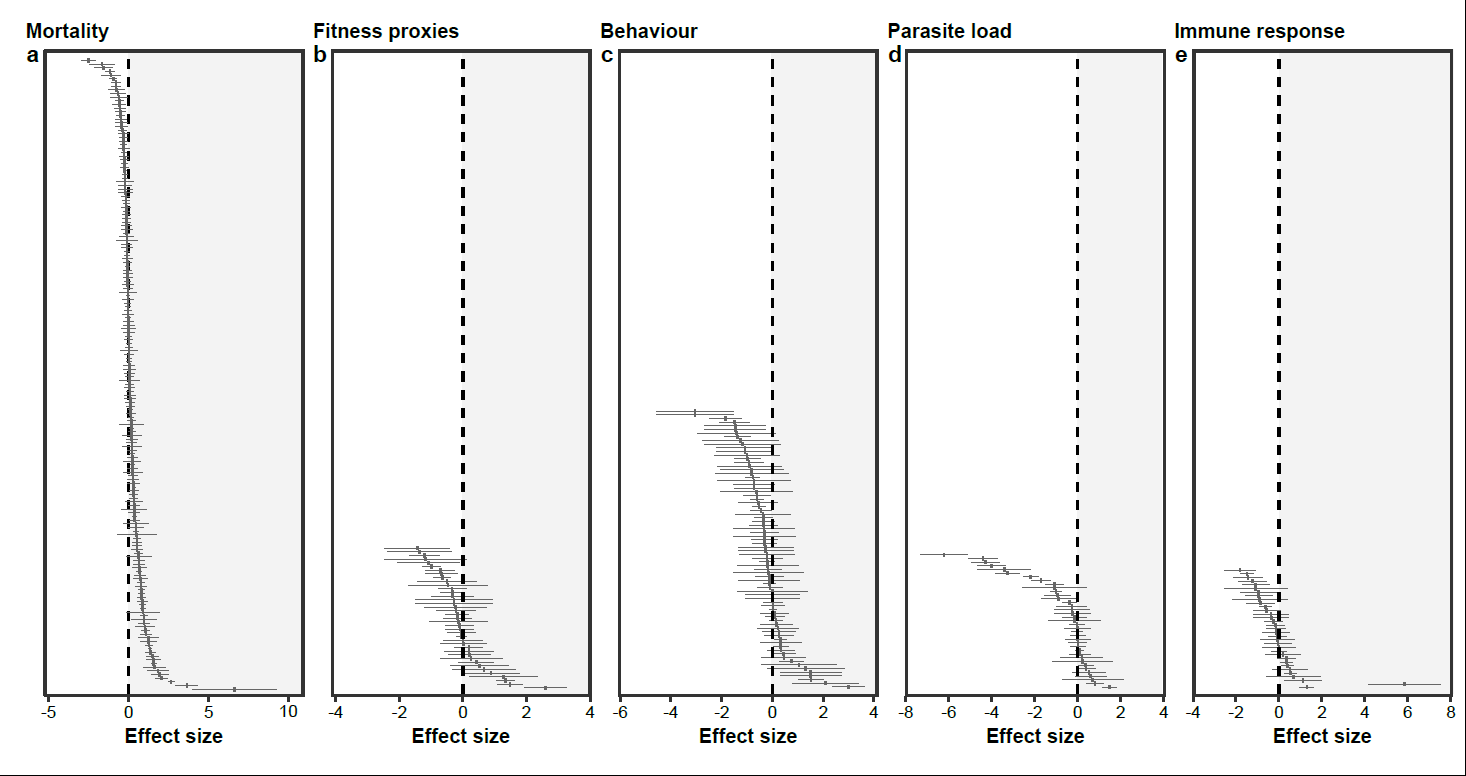 Mortality Fitness proxies Behaviour Parasite load Immune response
a b c d e
-5 0 5 10 -4 -2 0 2 4 -6 -4 -2 0 2 4 -8 -6 -4 -2 0 2 4 -4 -2 0 2 4 6 8
Effect size Effect size Effect size Effect size Effect size